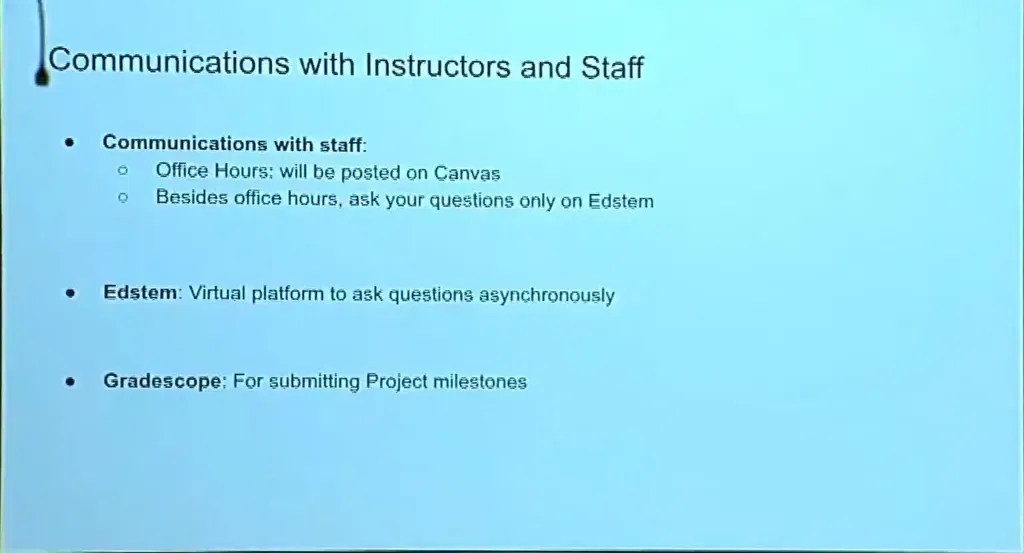 Communications with Instructors and Staff
● Communications with staff:
○ Office Hours: will be posted on Canvas
○ Besides office hours, ask your questions only on Edstem
● Edstem: Virtual platform to ask questions asynchronously
● Gradescope: For submitting Project milestones